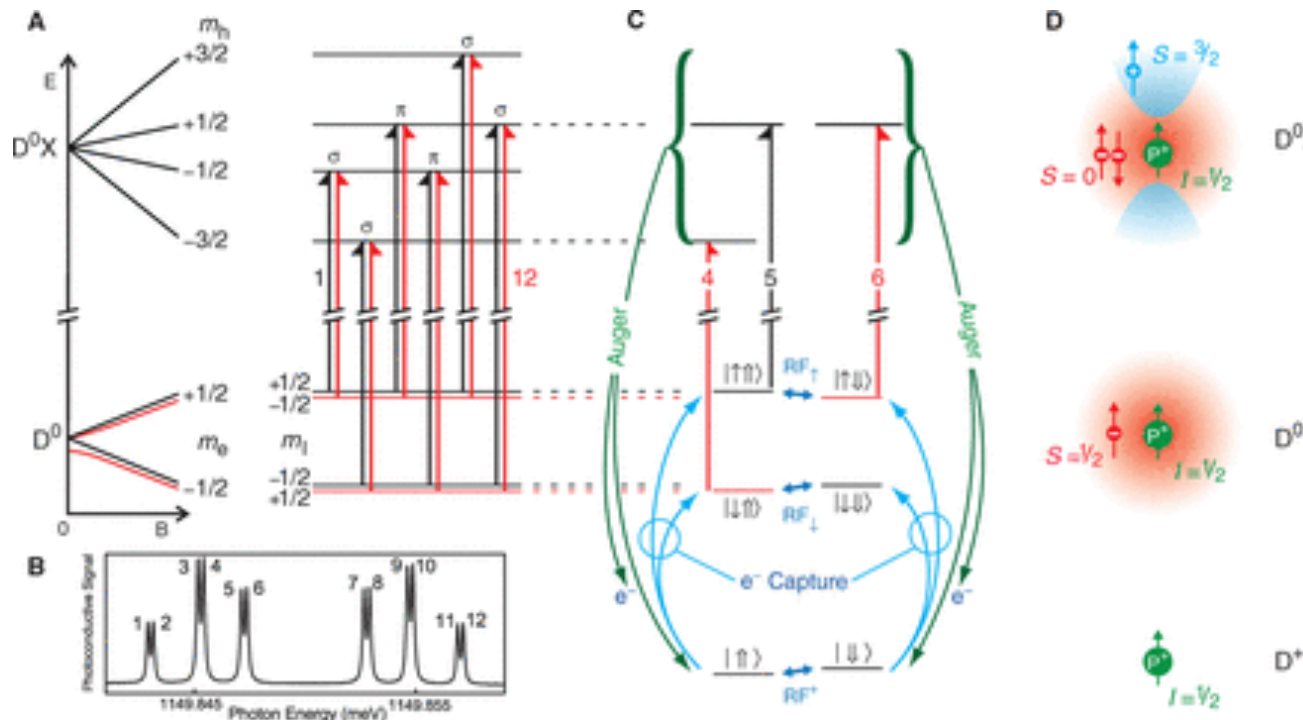 A
m_h
+3/2
E
+1/2
D⁰X
−1/2
−3/2
+1/2
D⁰
m_e
−1/2
0
B
σ
π
σ
σ
π
σ
σ
1
12
+1/2
−1/2
m_I
−1/2
+1/2
B
Photoconductive Signal
1 2
3 4
5 6
7 8
9 10
11 12
1149.845
1149.855
Photon Energy (meV)
C
4
5
6
Auger
Auger
|↑⇑⟩
RF↑
|↑⇓⟩
|↓⇑⟩
RF↓
|↓⇓⟩
e⁻ Capture
e⁻
e⁻
|⇑⟩
RF⁺
|⇓⟩
D
S = 3/2
D⁰
P⁺
S = 0
I = 1/2
D⁰
P⁺
S = 1/2
I = 1/2
P⁺
D⁺
I = 1/2